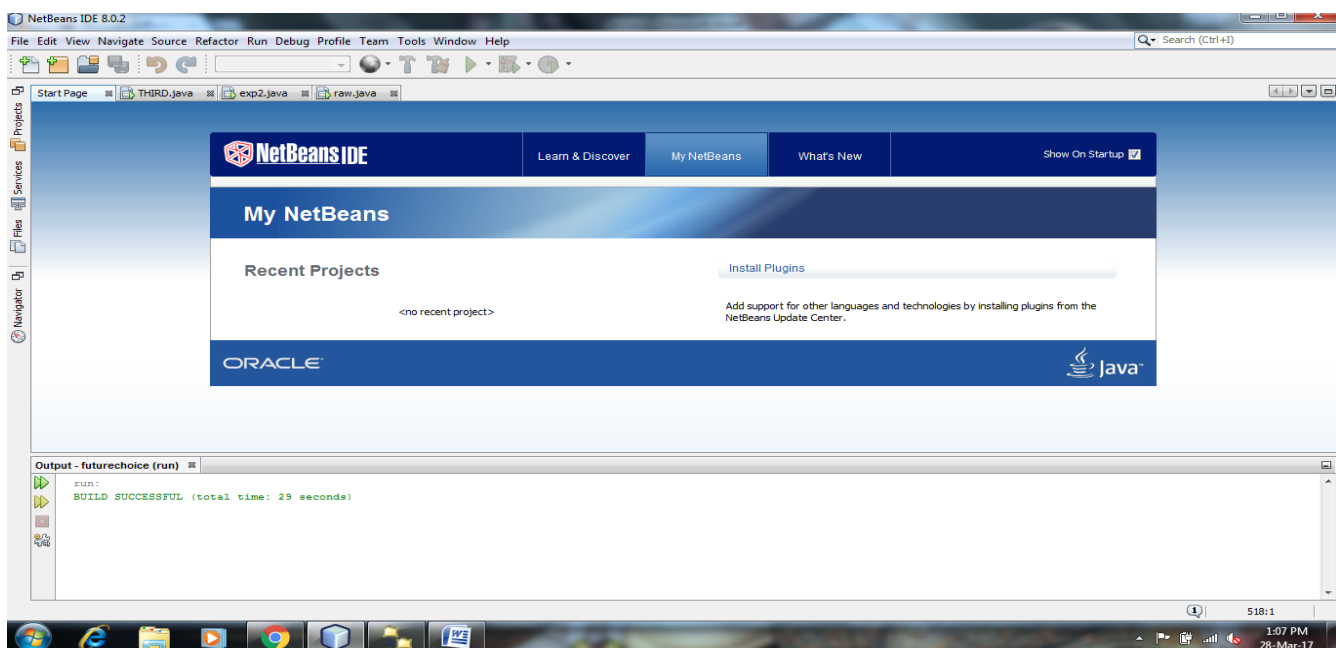 NetBeans IDE 8.0.2
File Edit View Navigate Source Refactor Run Debug Profile Team Tools Window Help
Search (Ctrl+I)
Start Page THIRD.java exp2.java raw.java
Projects
Services
Files
Navigator
NetBeans IDE Learn & Discover My NetBeans What's New Show On Startup
My NetBeans
Recent Projects
<no recent project>
Install Plugins
Add support for other languages and technologies by installing plugins from the
NetBeans Update Center.
ORACLE Java
Output - futurechoice (run)
run:
BUILD SUCCESSFUL (total time: 29 seconds)
1 518:1
1:07 PM
28-Mar-17